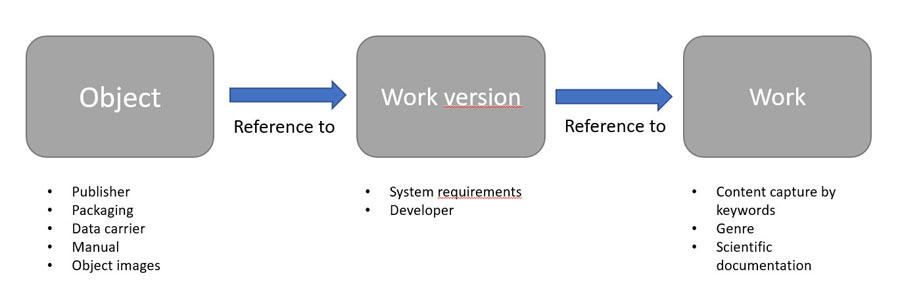 Object
Reference to
Work version
Reference to
Work
• Publisher
• Packaging
• Data carrier
• Manual
• Object images
• System requirements
• Developer
• Content capture by
keywords
• Genre
• Scientific
documentation